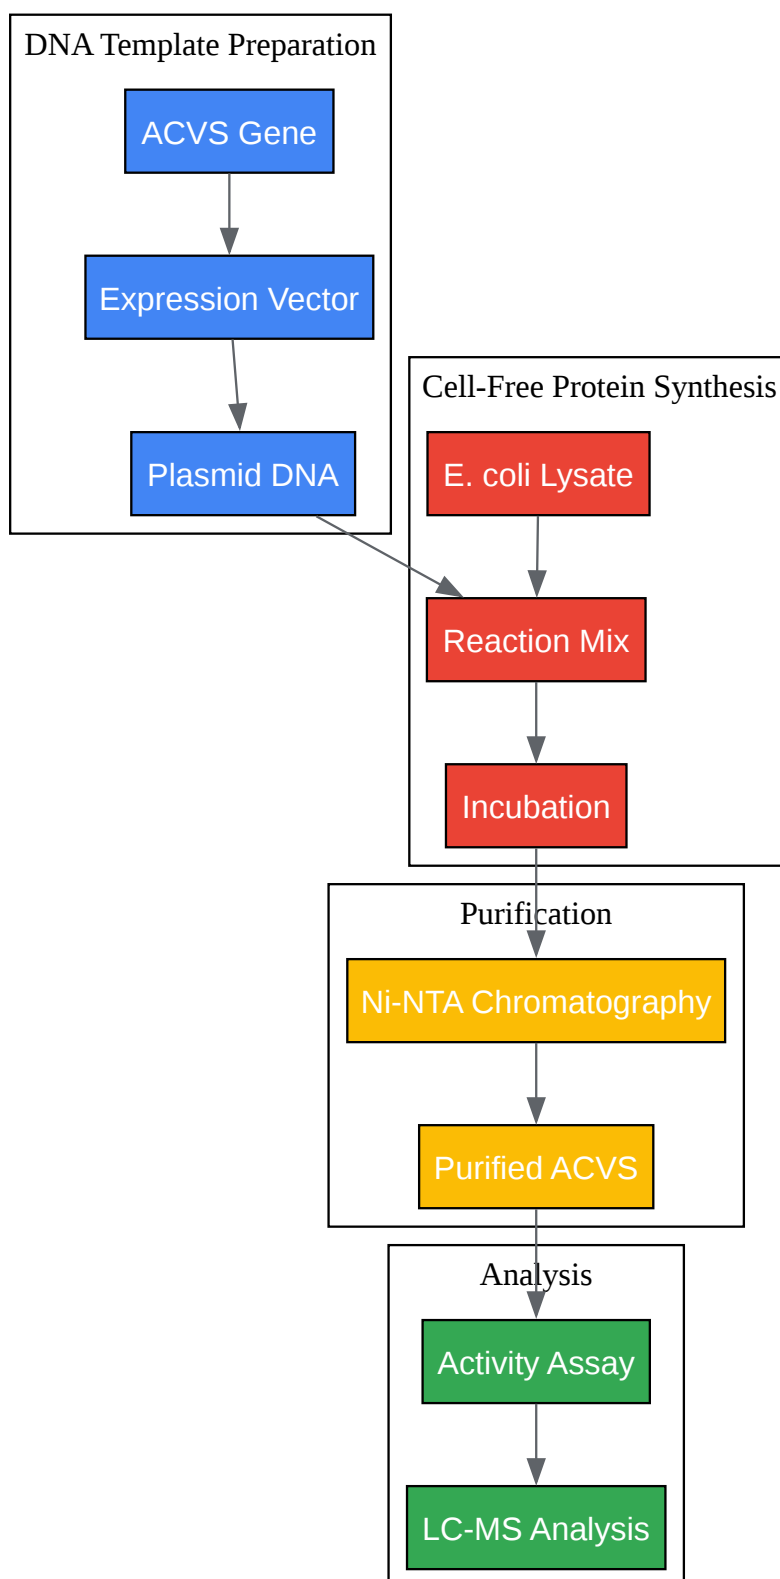 DNA Template Preparation
ACVS Gene
Expression Vector
Plasmid DNA
Cell-Free Protein Synthesis
E. coli Lysate
Reaction Mix
Incubation
Purification
Ni-NTA Chromatography
Purified ACVS
Analysis
Activity Assay
LC-MS Analysis